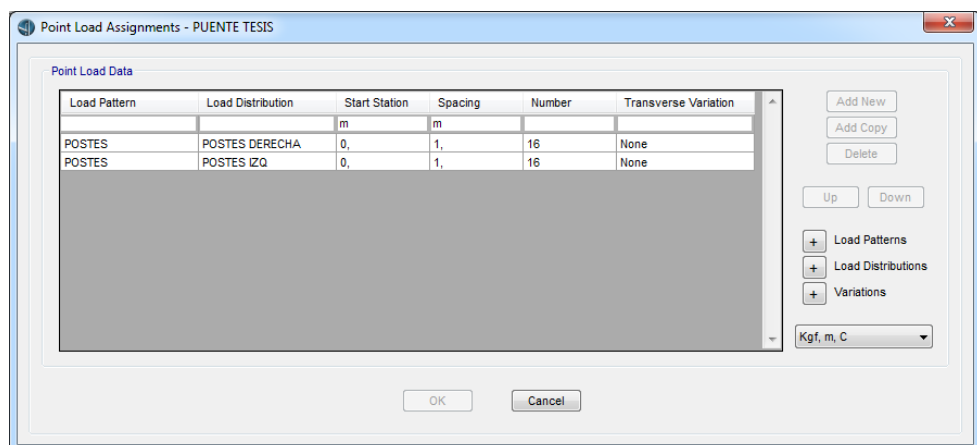 Point Load Assignments - PUENTE TESIS
Point Load Data
Load Pattern Load Distribution Start Station Spacing Number Transverse Variation
m m
POSTES POSTES DERECHA 0, 1, 16 None
POSTES POSTES IZQ 0, 1, 16 None
Add New
Add Copy
Delete
Up Down
+ Load Patterns
+ Load Distributions
+ Variations
Kgf, m, C
OK Cancel